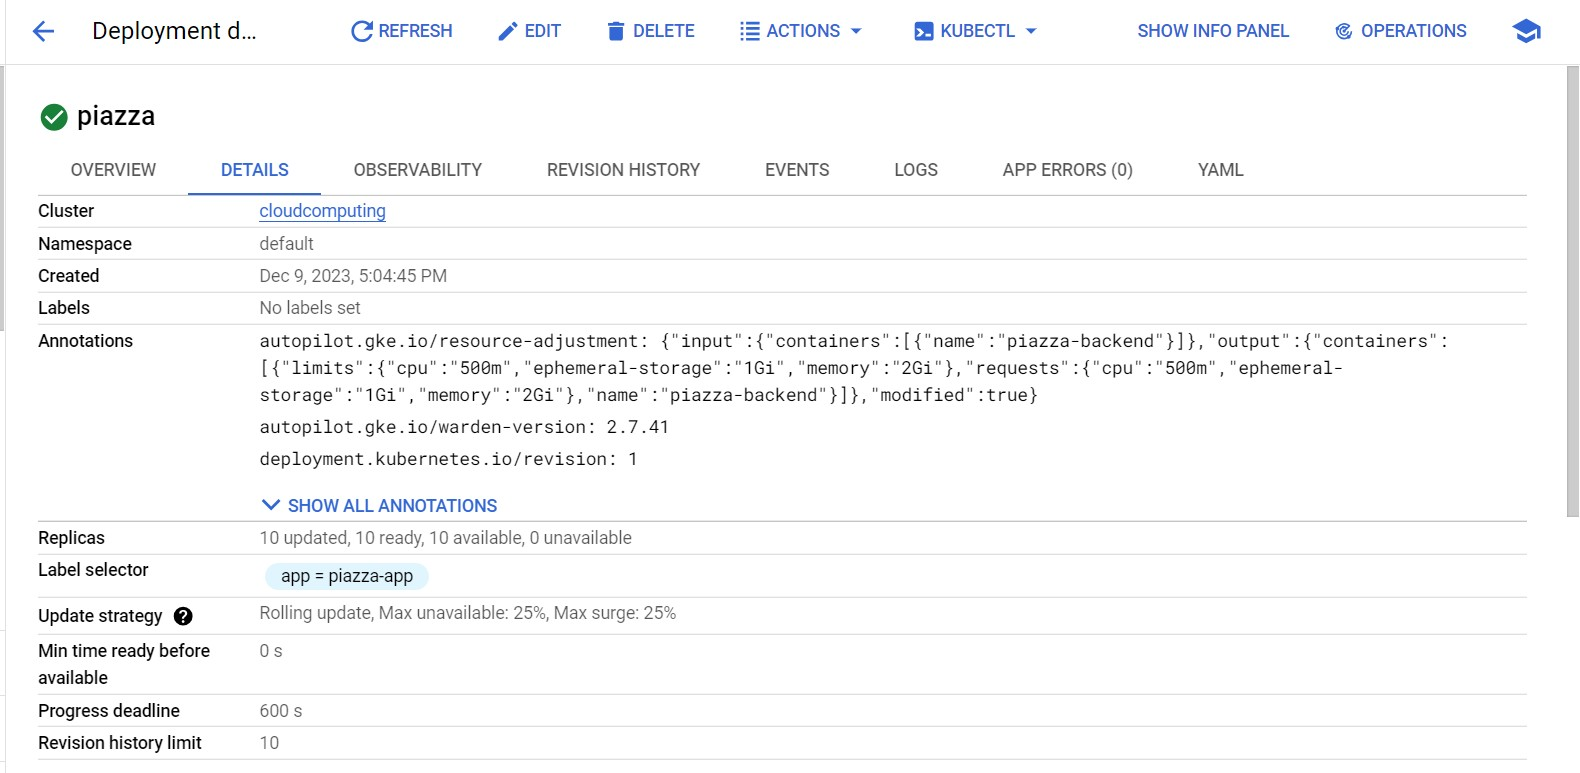 Deployment d...
REFRESH
EDIT
DELETE
ACTIONS
KUBECTL
SHOW INFO PANEL
OPERATIONS
piazza
OVERVIEW
DETAILS
OBSERVABILITY
REVISION HISTORY
EVENTS
LOGS
APP ERRORS (0)
YAML
Cluster
cloudcomputing
Namespace
default
Created
Dec 9, 2023, 5:04:45 PM
Labels
No labels set
Annotations
autopilot.gke.io/resource-adjustment: {"input":{"containers":[{"name":"piazza-backend"}]},"output":{"containers":
[{"limits":{"cpu":"500m","ephemeral-storage":"1Gi","memory":"2Gi"},"requests":{"cpu":"500m","ephemeral-
storage":"1Gi","memory":"2Gi"},"name":"piazza-backend"}]},"modified":true}
autopilot.gke.io/warden-version: 2.7.41
deployment.kubernetes.io/revision: 1
SHOW ALL ANNOTATIONS
Replicas
10 updated, 10 ready, 10 available, 0 unavailable
Label selector
app = piazza-app
Update strategy
?
Rolling update, Max unavailable: 25%, Max surge: 25%
Min time ready before
available
0 s
Progress deadline
600 s
Revision history limit
10